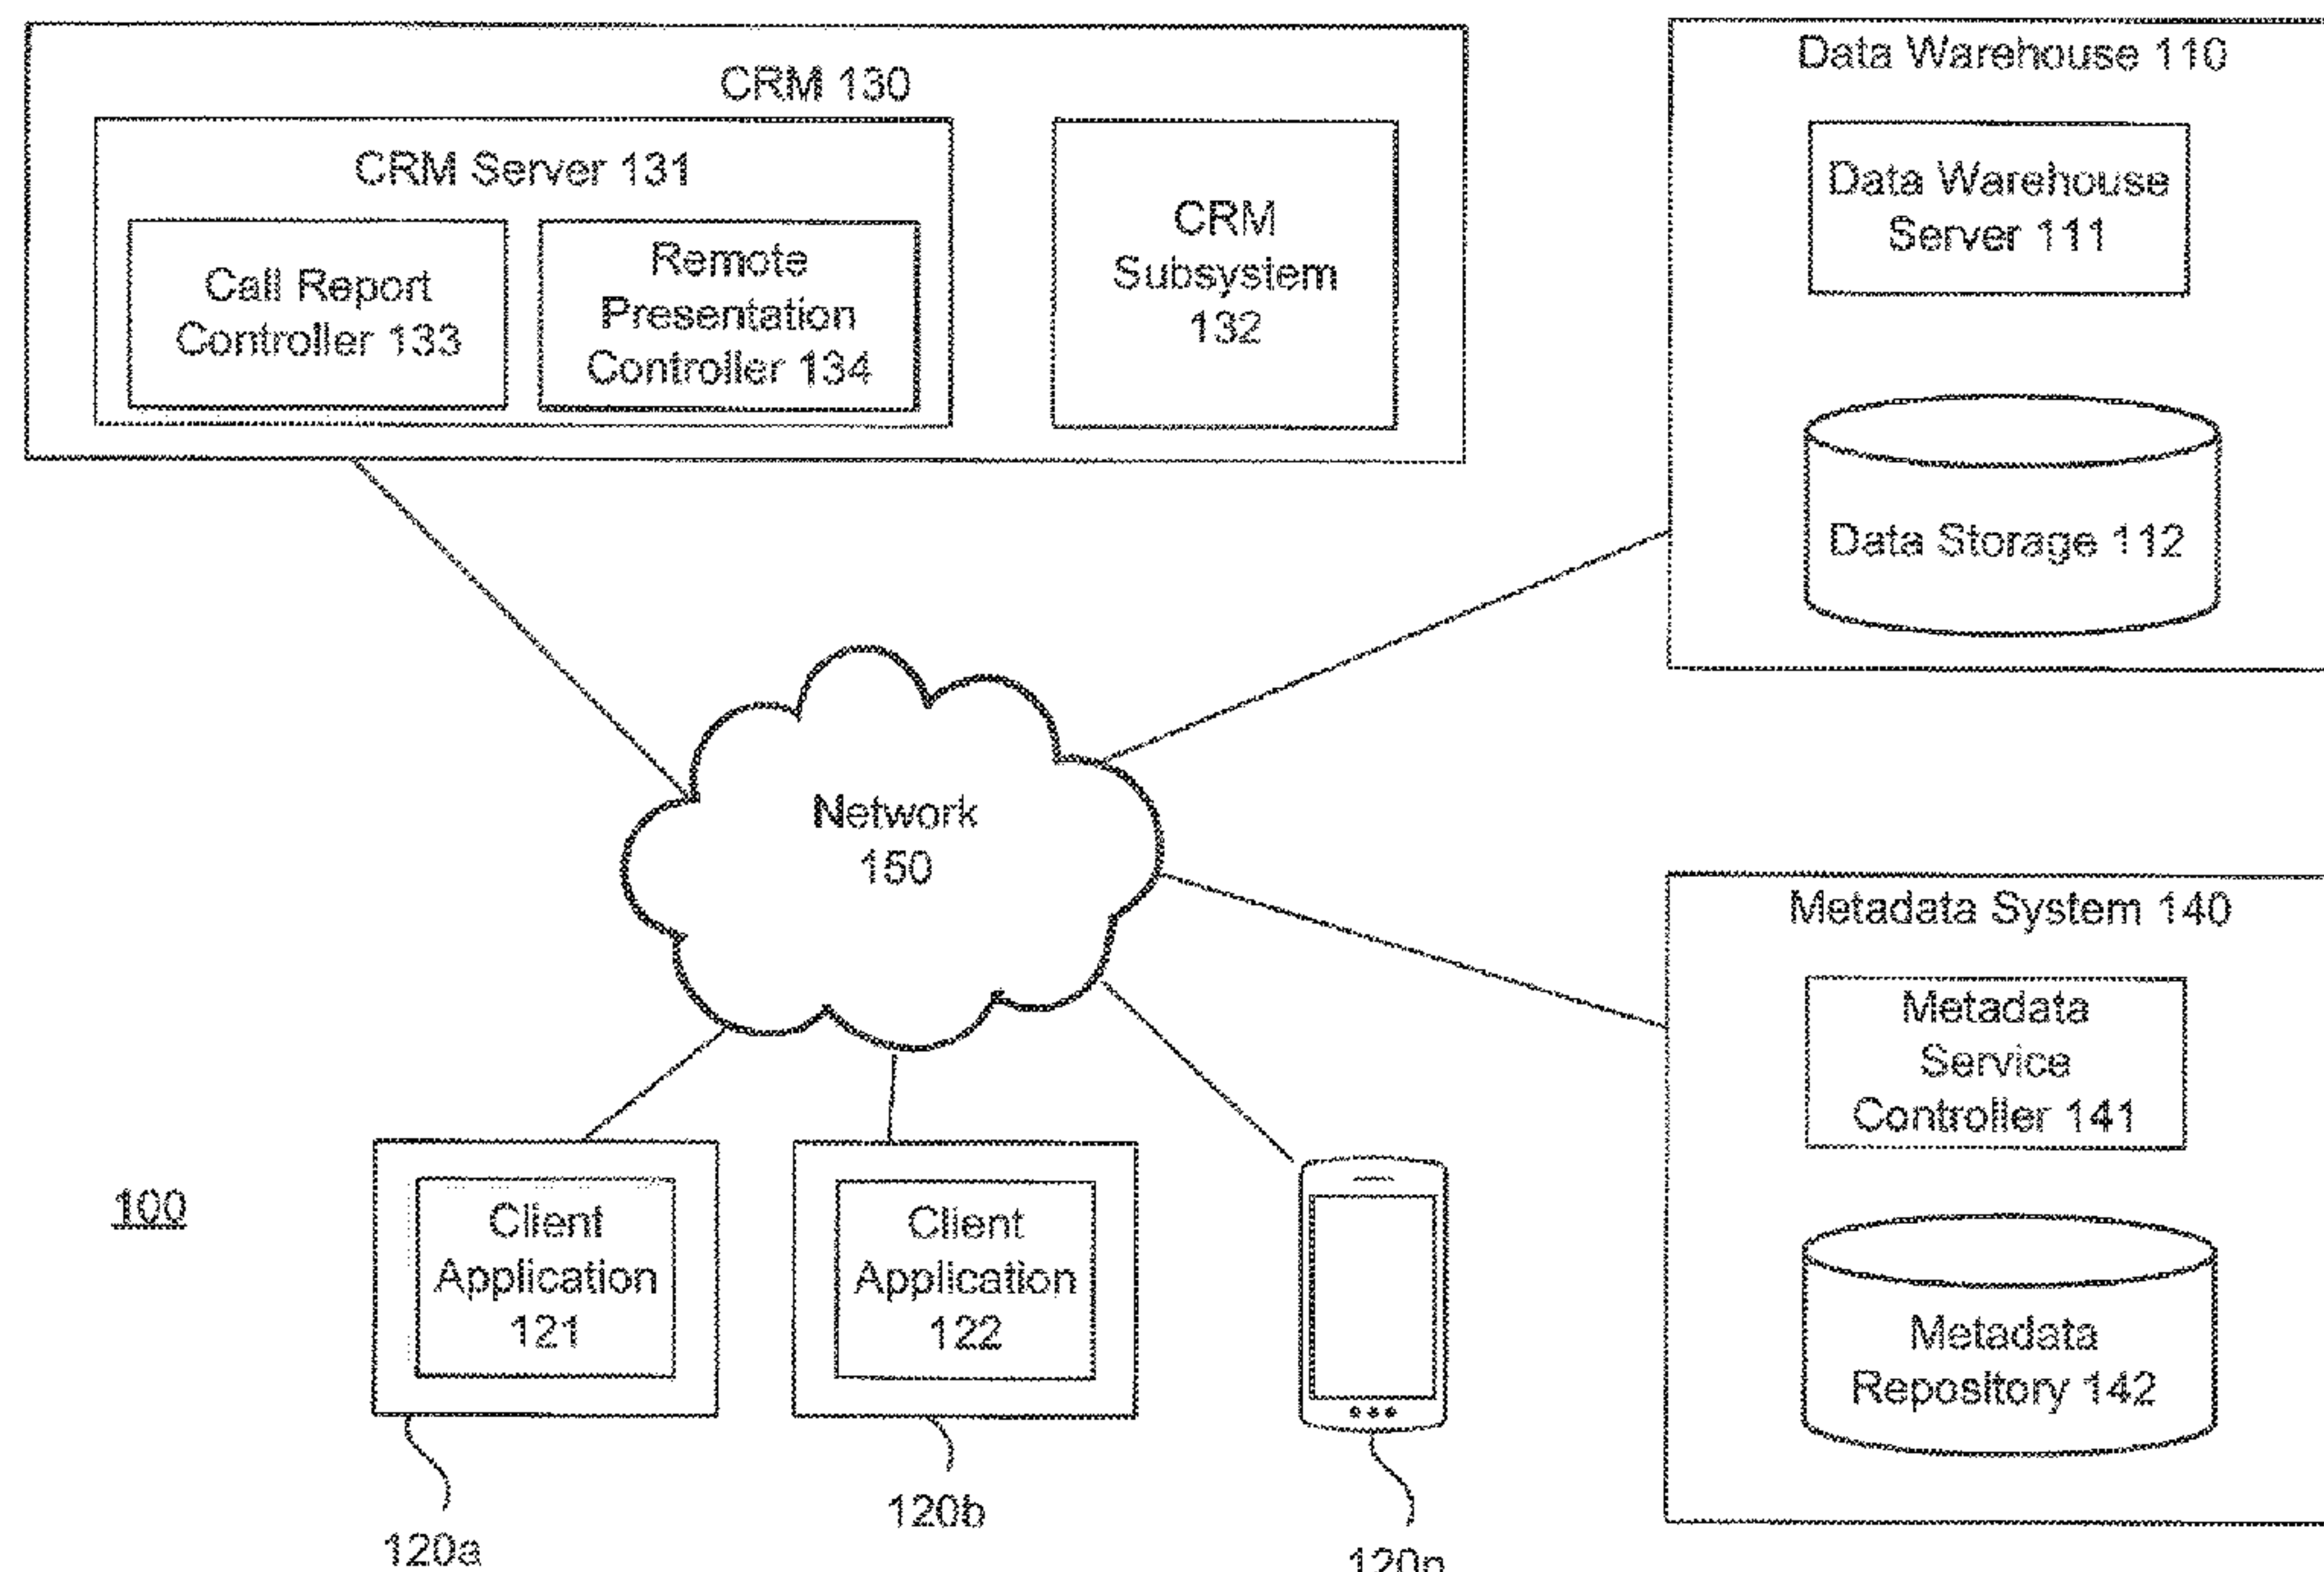 CRM 130
CRM Server 131
Call Report
Controller 133
Remote
Presentation
Controller 134
CRM
Subsystem
132
Data Warehouse 110
Data Warehouse
Server 111
Data Storage 112
Network
150
Metadata System 140
Metadata
Service
Controller 141
Metadata
Repository 142
100
Client
Application
121
Client
Application
122
120a
120b
120n